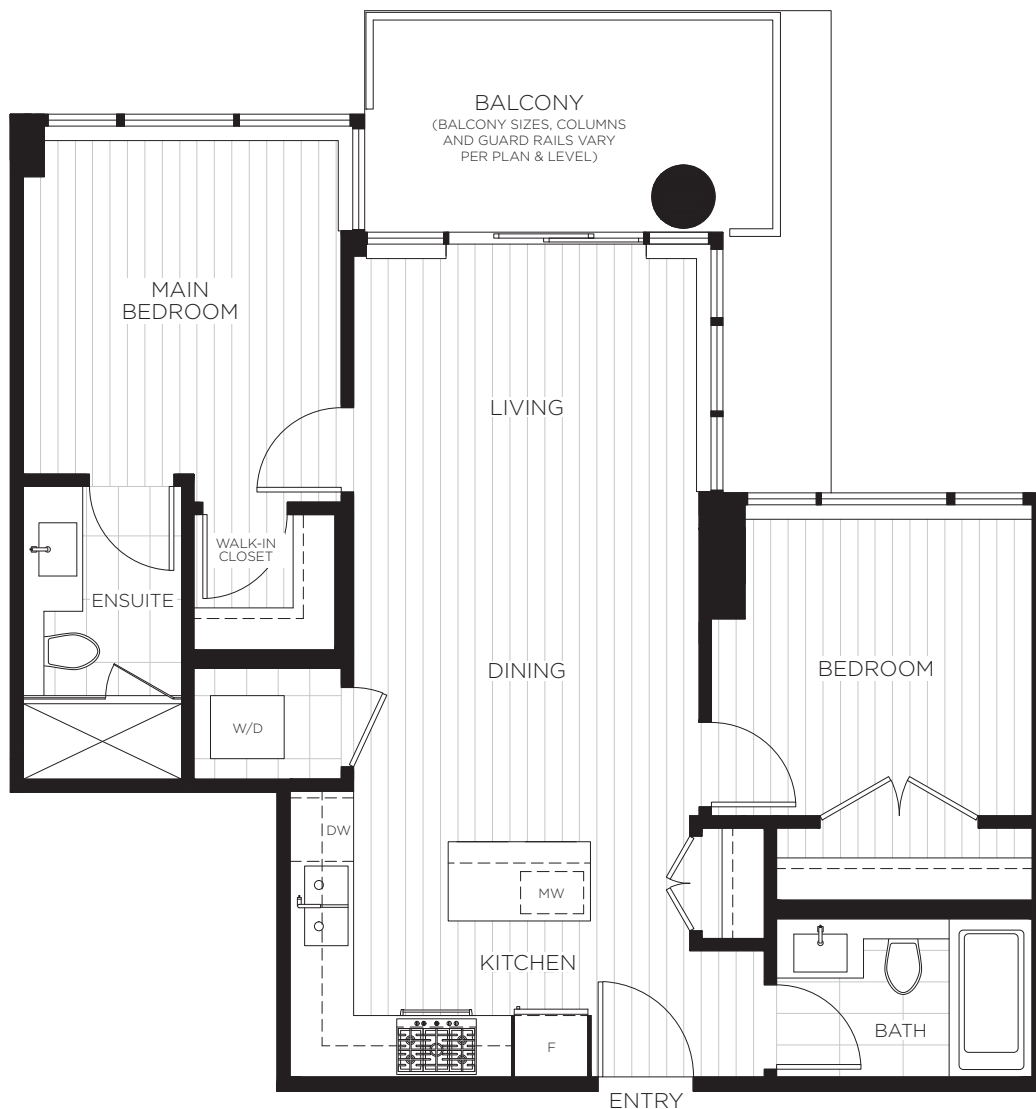 BALCONY
(BALCONY SIZES, COLUMNS
AND GUARD RAILS VARY
PER PLAN & LEVEL)
MAIN
BEDROOM
LIVING
WALK-IN
CLOSET
ENSUITE
DINING
BEDROOM
W/D
DW
MW
KITCHEN
BATH
F
ENTRY